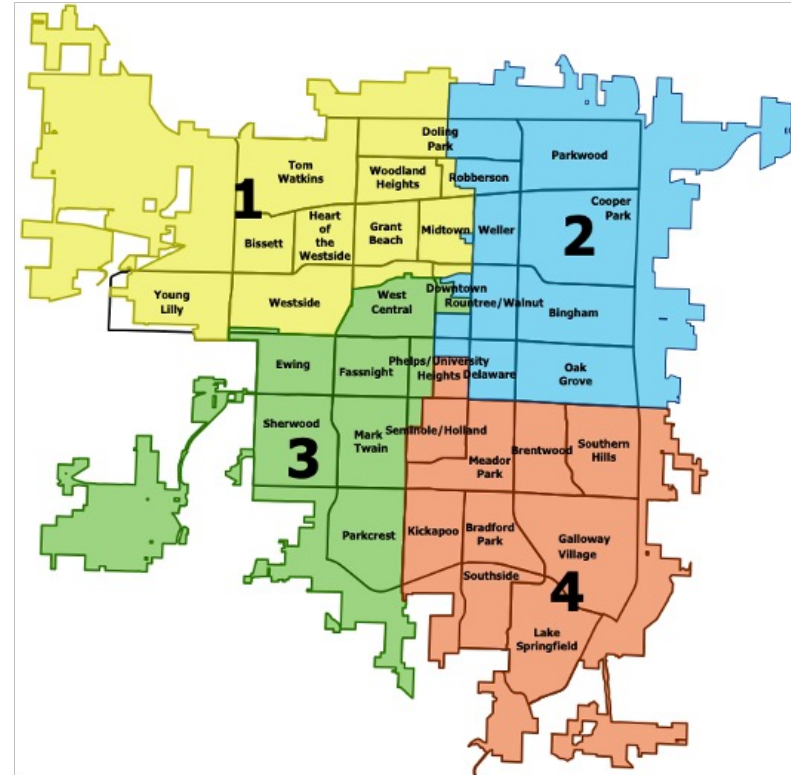 Doling
Park
Parkwood
Tom
Watkins
Woodland
Heights
Robberson
1
Cooper
Park
Heart
of
the
Westside
Grant
Beach
Midtown
Weller
2
Bissett
Downtown
Young
Lilly
Westside
West
Central
Rountree/Walnut
Bingham
Ewing
Fassnight
Phelps/University
Heights
Delaware
Oak
Grove
Sherwood
3
Mark
Twain
Seminole/Holland
Meador
Park
Brentwood
Southern
Hills
Parkcrest
Kickapoo
Bradford
Park
Galloway
Village
Southside
4
Lake
Springfield